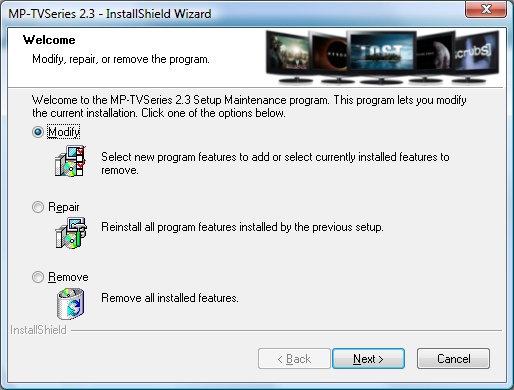 MP-TVSeries 2.3 - InstallShield Wizard
Welcome
Modify, repair, or remove the program.
LOST
scrubs
Welcome to the MP-TVSeries 2.3 Setup Maintenance program. This program lets you modify
the current installation. Click one of the options below.
Modify
Select new program features to add or select currently installed features to
remove.
Repair
Reinstall all program features installed by the previous setup.
Remove
Remove all installed features.
InstallShield
< Back
Next >
Cancel